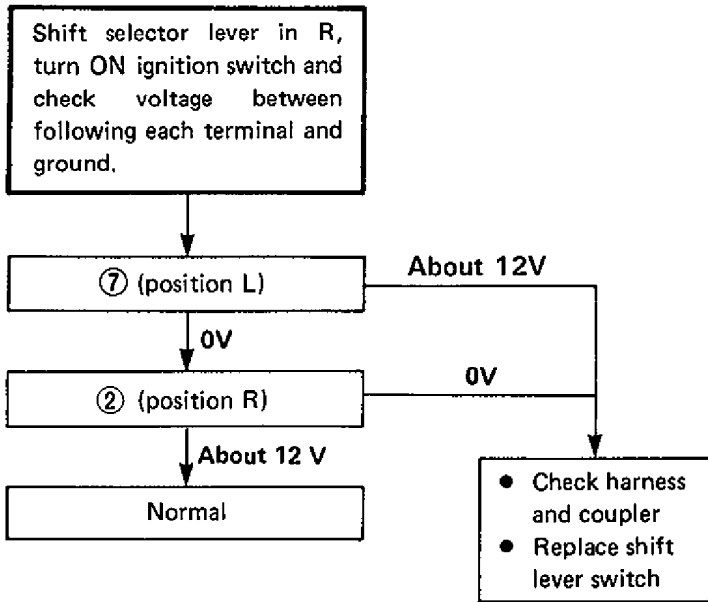 Shift selector lever in R,
turn ON ignition switch and
check voltage between
following each terminal and
ground.
⑦ (position L)
About 12V
0V
② (position R)
0V
About 12 V
Normal
● Check harness
and coupler
● Replace shift
lever switch